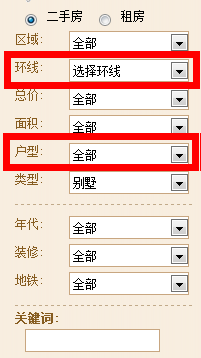 二手房 租房
区域: 全部
环线: 选择环线
总价: 全部
面积: 全部
户型: 全部
类型: 别墅
年代: 全部
装修: 全部
地铁: 全部
关键词: